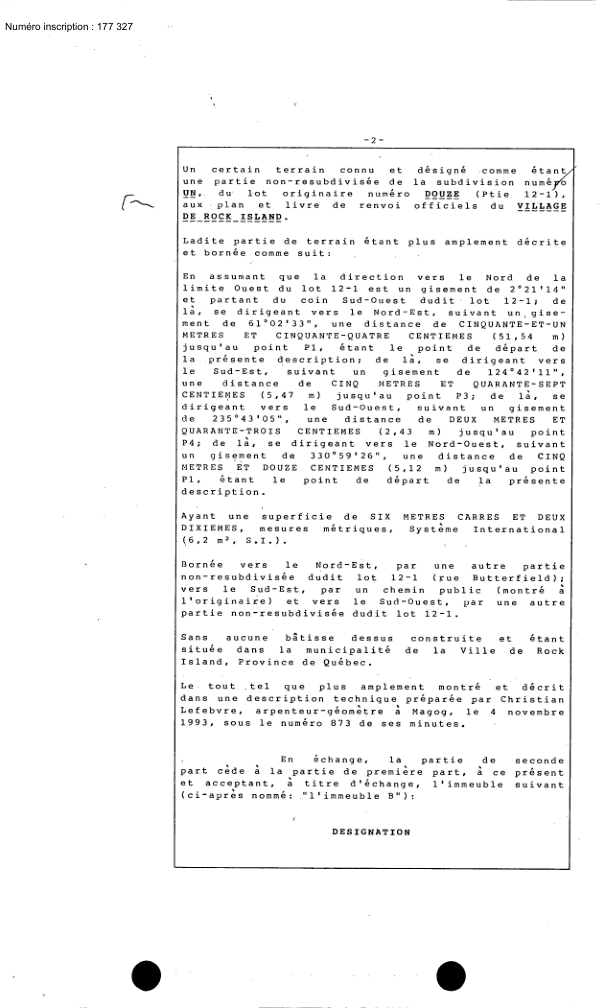 Numéro inscription : 177 327
-2-
Un certain terrain connu et désigné comme étant
une partie non-resubdivisée de la subdivision numéro
UN, du lot originaire numéro DOUZE (Ptie 12-1),
aux plan et livre de renvoi officiels du VILLAGE
DE ROCK ISLAND.
Ladite partie de terrain étant plus amplement décrite
et bornée comme suit:
En assumant que la direction vers le Nord de la
limite Ouest du lot 12-1 est un gisement de 2°21'14"
et partant du coin Sud-Ouest dudit lot 12-1; de
là, se dirigeant vers le Nord-Est, suivant un gise-
ment de 61°02'33", une distance de CINQUANTE-ET-UN
METRES ET CINQUANTE-QUATRE CENTIEMES (51,54 m)
jusqu'au point P1, étant le point de départ de
la présente description; de là, se dirigeant vers
le Sud-Est, suivant un gisement de 124°42'11",
une distance de CINQ METRES ET QUARANTE-SEPT
CENTIEMES (5,47 m) jusqu'au point P3; de là, se
dirigeant vers le Sud-Ouest, suivant un gisement
de 235°43'05", une distance de DEUX METRES ET
QUARANTE-TROIS CENTIEMES (2,43 m) jusqu'au point
P4; de là, se dirigeant vers le Nord-Ouest, suivant
un gisement de 330°59'26", une distance de CINQ
METRES ET DOUZE CENTIEMES (5,12 m) jusqu'au point
P1, étant le point de départ de la présente
description.
Ayant une superficie de SIX METRES CARRES ET DEUX
DIXIEMES, mesures métriques, Système International
(6,2 m², S.I.).
Bornée vers le Nord-Est, par une autre partie
non-resubdivisée dudit lot 12-1 (rue Butterfield);
vers le Sud-Est, par un chemin public (montré à
l'originaire) et vers le Sud-Ouest, par une autre
partie non-resubdivisée dudit lot 12-1.
Sans aucune bâtisse dessus construite et étant
située dans la municipalité de la Ville de Rock
Island, Province de Québec.
Le tout tel que plus amplement montré et décrit
dans une description technique préparée par Christian
Lefebvre, arpenteur-géomètre à Magog, le 4 novembre
1993, sous le numéro 873 de ses minutes.
En échange, la partie de seconde
part cède à la partie de première part, à ce présent
et acceptant, à titre d'échange, l'immeuble suivant
(ci-après nommé: "l'immeuble B"):
DESIGNATION